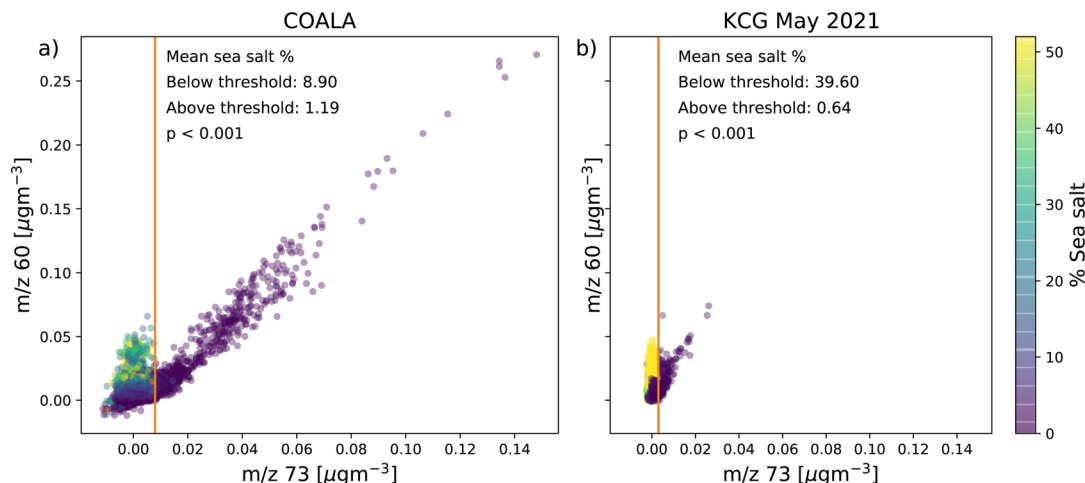 COALA
a)
Mean sea salt %
Below threshold: 8.90
Above threshold: 1.19
p < 0.001
0.25
0.20
0.15
0.10
0.05
0.00
m/z 60 [μgm⁻³]
0.00 0.02 0.04 0.06 0.08 0.10 0.12 0.14
m/z 73 [μgm⁻³]
KCG May 2021
b)
Mean sea salt %
Below threshold: 39.60
Above threshold: 0.64
p < 0.001
m/z 60 [μgm⁻³]
0.00 0.02 0.04 0.06 0.08 0.10 0.12 0.14
m/z 73 [μgm⁻³]
50
40
30
20
10
0
% Sea salt